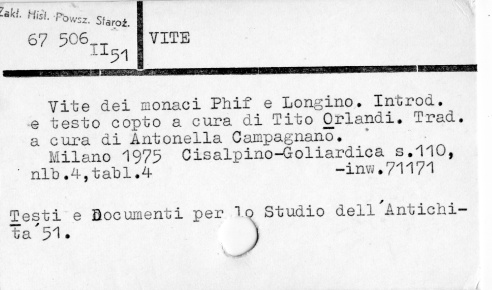 Zakł. Hist. Powsz. Staroż.
67 506 II 51
VITE
Vite dei monaci Phif e Longino. Introd.
e testo copto a cura di Tito Orlandi. Trad.
a cura di Antonella Campagnano.
Milano 1975 Cisalpino-Goliardica s.110,
nlb.4,tabl.4 -inw.71171
Testi e Documenti per lo Studio dell'Antichi-
ta'51.